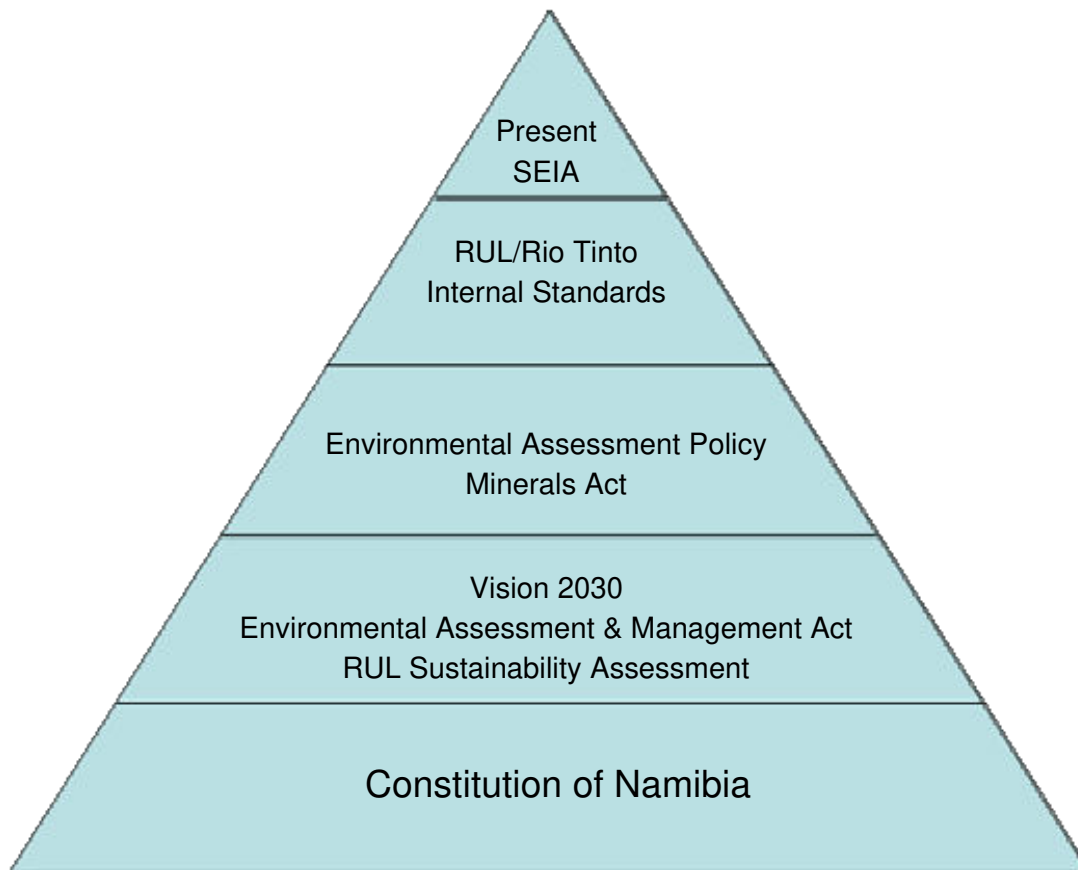 Present
SEIA
RUL/Rio Tinto
Internal Standards
Environmental Assessment Policy
Minerals Act
Vision 2030
Environmental Assessment & Management Act
RUL Sustainability Assessment
Constitution of Namibia